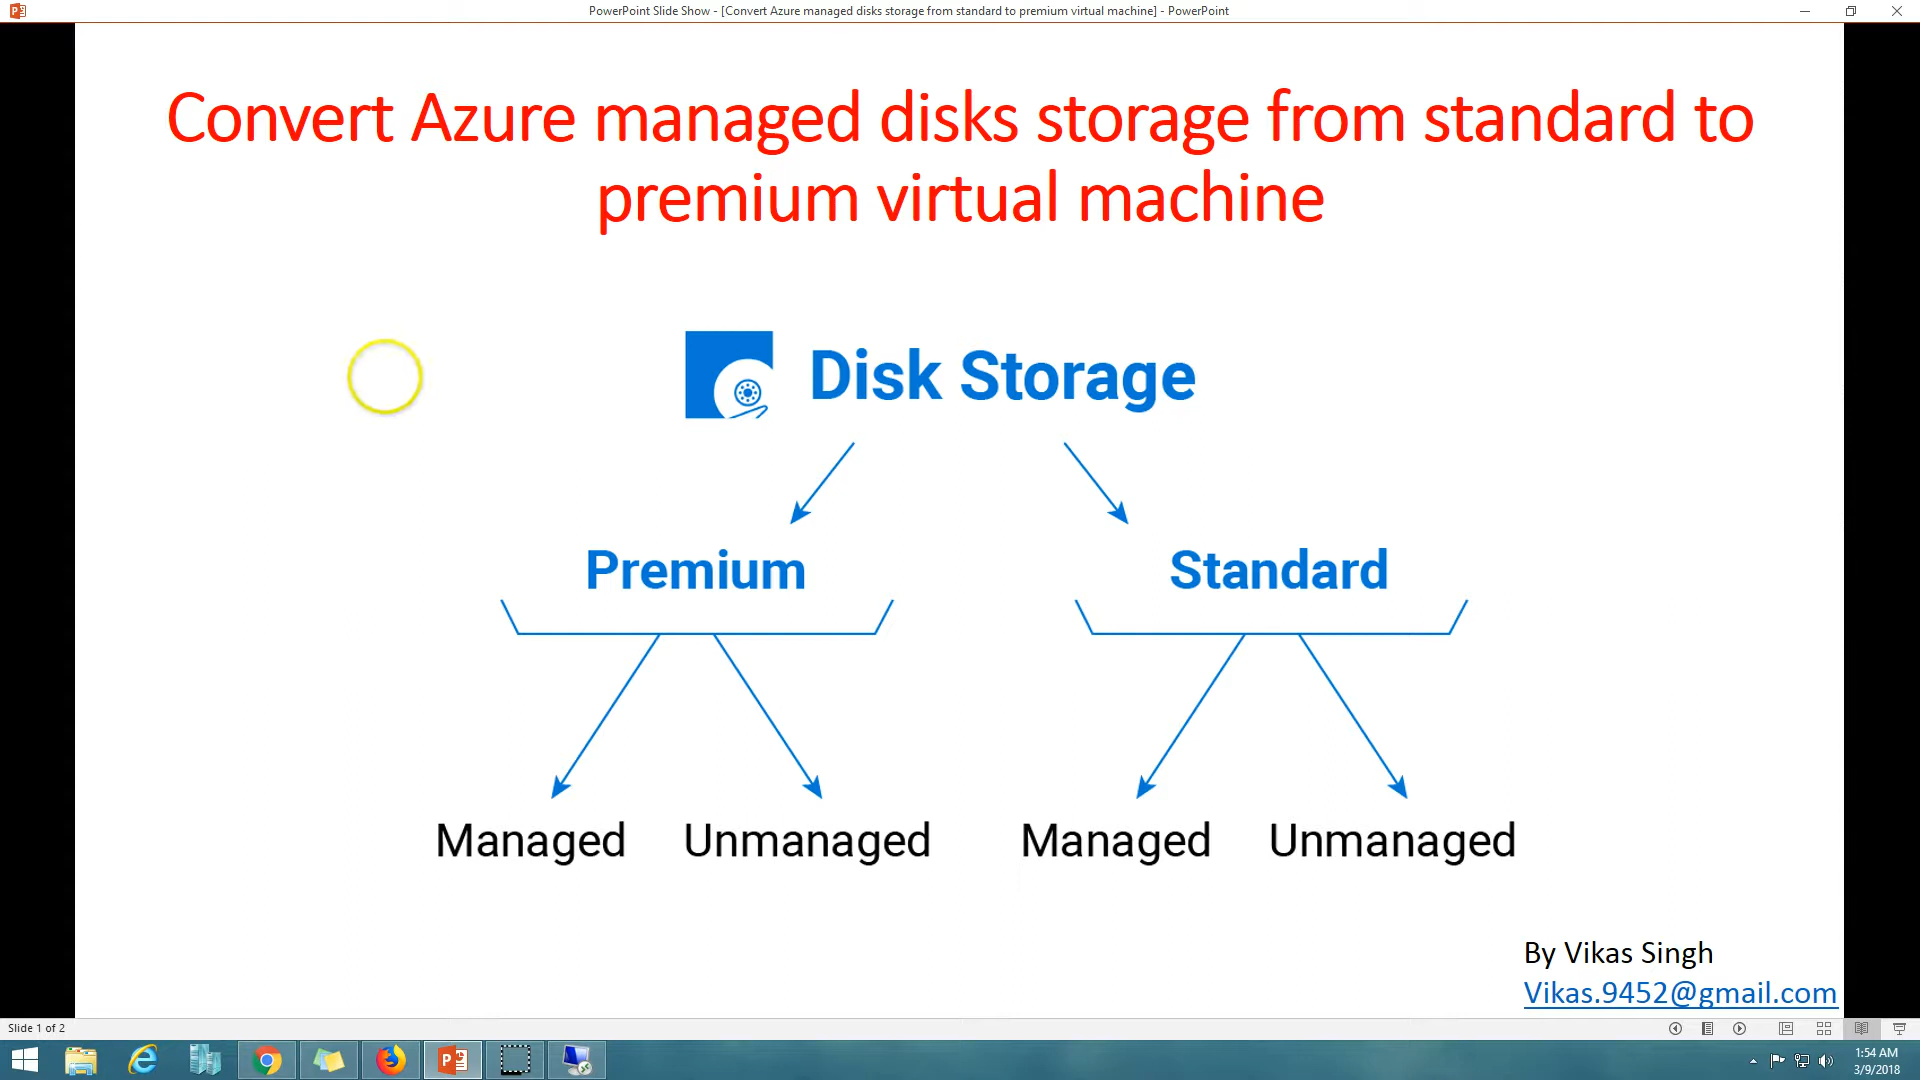 PowerPoint Slide Show - [Convert Azure managed disks storage from standard to premium virtual machine] - PowerPoint
Convert Azure managed disks storage from standard to
premium virtual machine
Disk Storage
Premium Standard
Managed Unmanaged Managed Unmanaged
By Vikas Singh
Vikas.9452@gmail.com
Slide 1 of 2
1:54 AM
3/9/2018